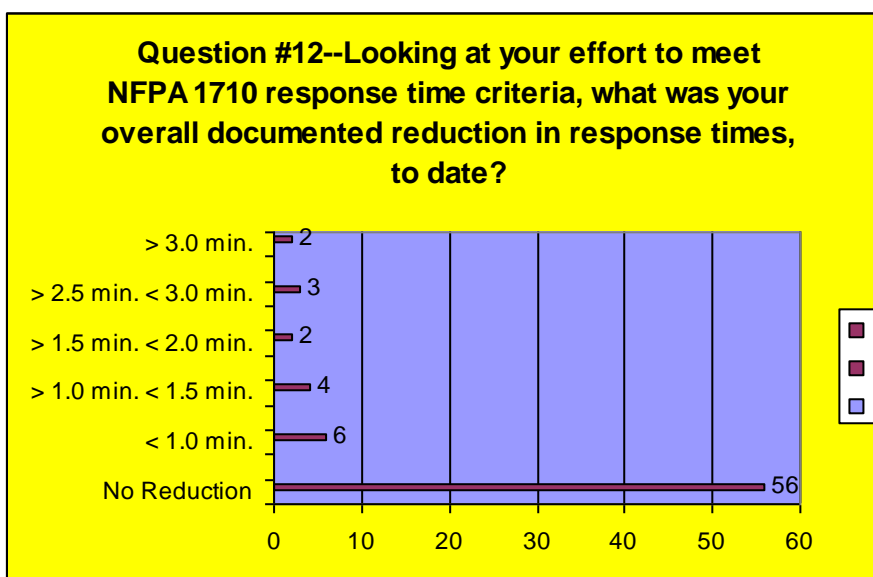 Question #12--Looking at your effort to meet
NFPA 1710 response time criteria, what was your
overall documented reduction in response times,
to date?
> 3.0 min.
2
> 2.5 min. < 3.0 min.
3
> 1.5 min. < 2.0 min.
2
> 1.0 min. < 1.5 min.
4
< 1.0 min.
6
No Reduction
56
0 10 20 30 40 50 60